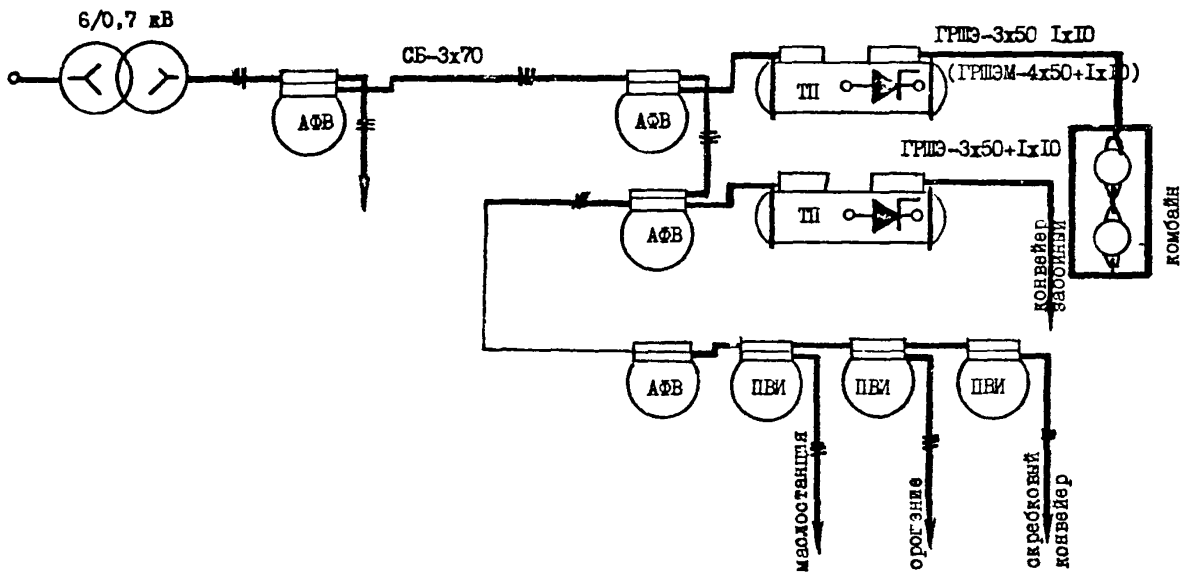 6/0,7 кВ
СБ-3х70
ГРШЭ-3х50 1х10
(ГРШЭМ-4х50+1х10)
АФВ
АФВ
ТП
ГРШЭ-3х50+1х10
АФВ
ТП
комбайн
конвейер
забойный
АФВ
ПВИ
ПВИ
ПВИ
маслостанция
орогэние
скребковый
конвейер